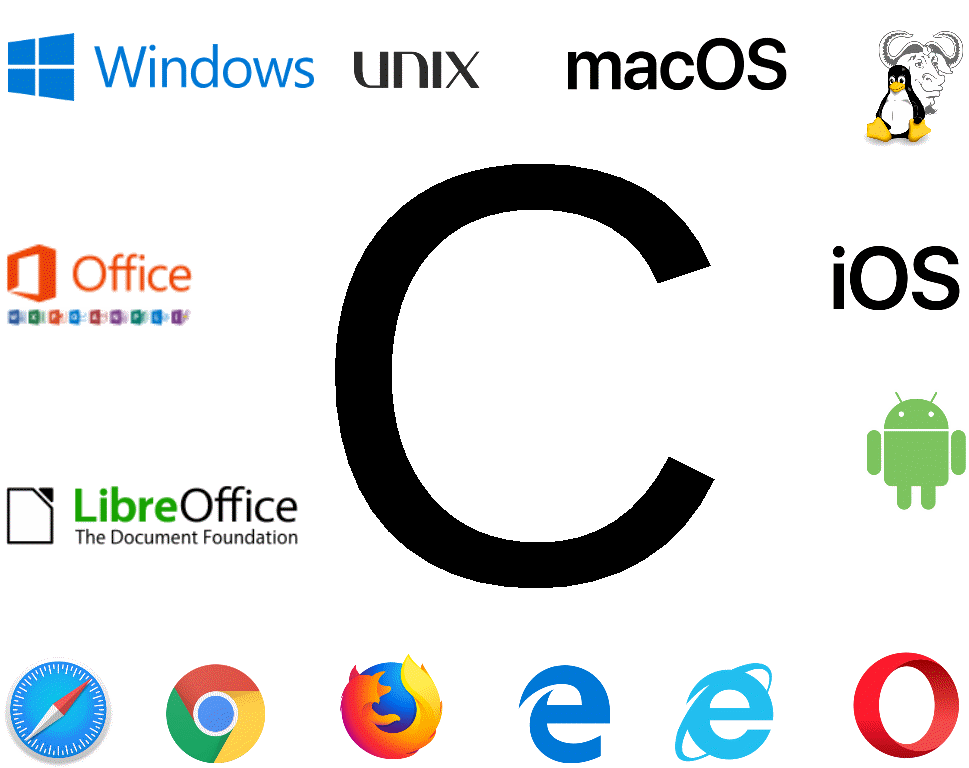 Windows
unix
macOS
C
Office
iOS
LibreOffice
The Document Foundation